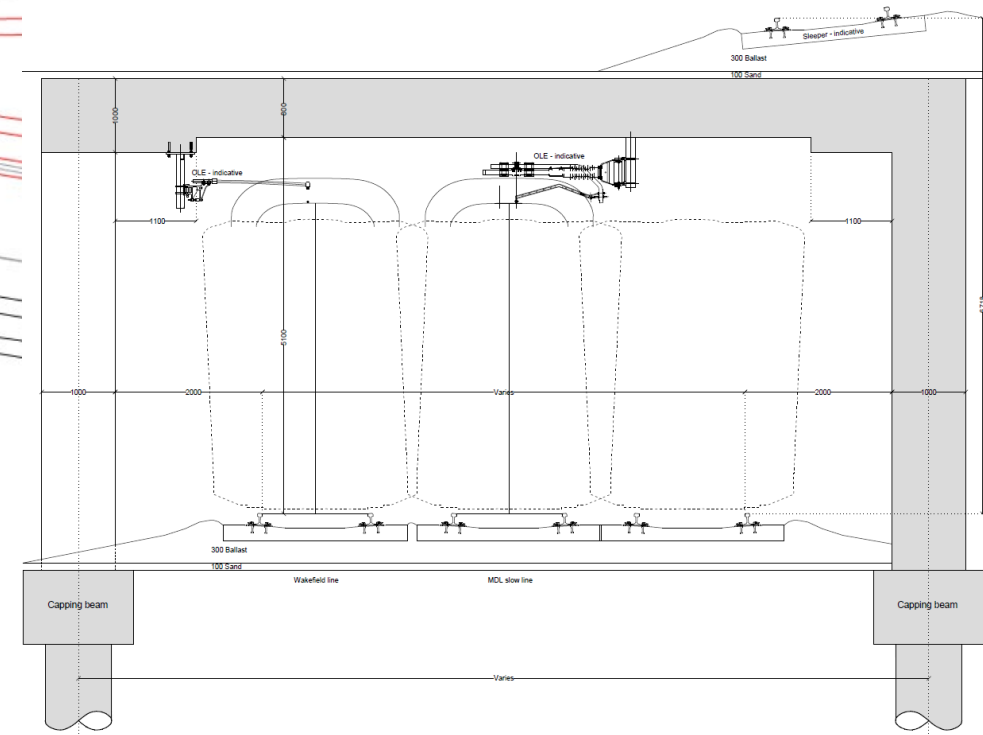 Sleeper - indicative
300 Ballast
100 Sand
1000
600
OLE - indicative
OLE - indicative
1100
1100
5100
1000
2000
Varies
2000
1000
300 Ballast
100 Sand
Wakefield line
MDL slow line
Capping beam
Capping beam
Varies